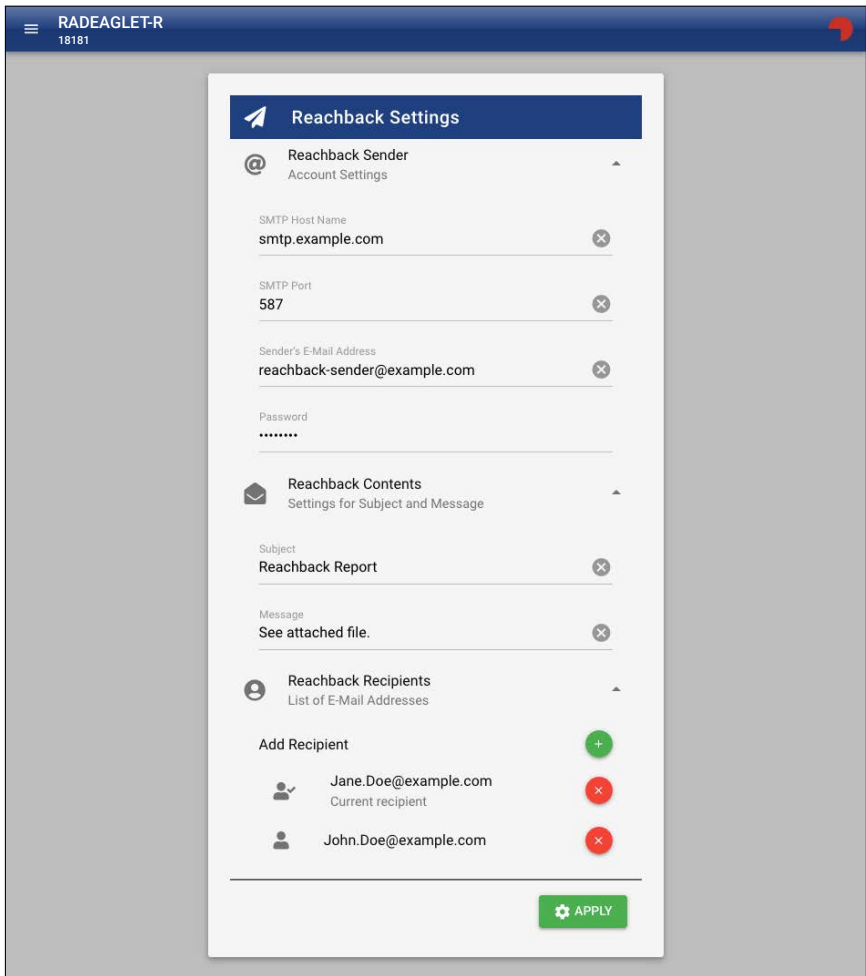 RADEAGLET-R
18181
Reachback Settings
Reachback Sender
Account Settings
SMTP Host Name
smtp.example.com
SMTP Port
587
Sender's E-Mail Address
reachback-sender@example.com
Password
••••••••
Reachback Contents
Settings for Subject and Message
Subject
Reachback Report
Message
See attached file.
Reachback Recipients
List of E-Mail Addresses
Add Recipient
Jane.Doe@example.com
Current recipient
John.Doe@example.com
APPLY